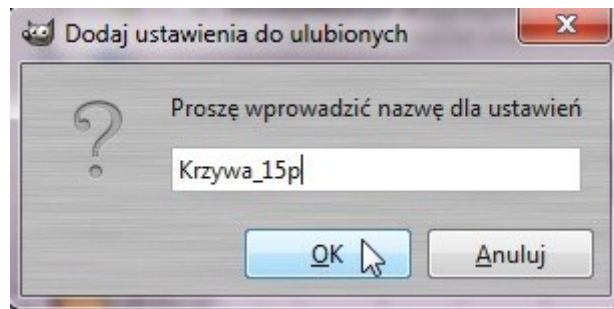 Dodaj ustawienia do ulubionych
Proszę wprowadzić nazwę dla ustawień
Krzywa_15p
OK
Anuluj